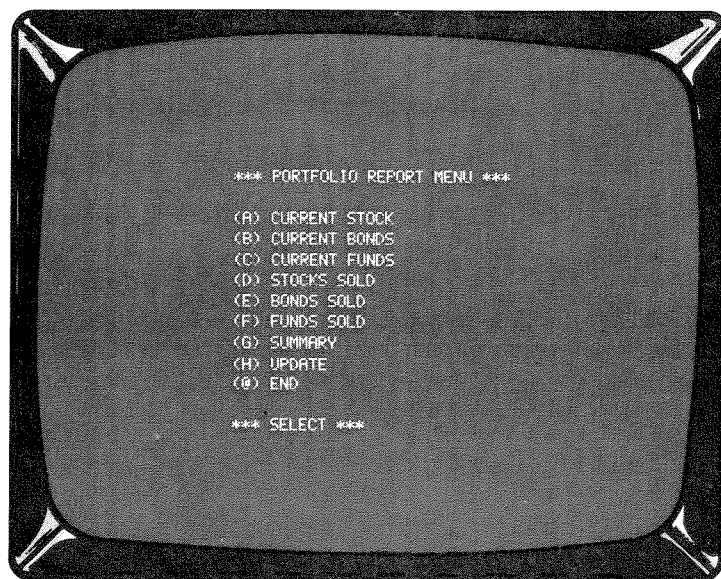 *** PORTFOLIO REPORT MENU ***
(A) CURRENT STOCK
(B) CURRENT BONDS
(C) CURRENT FUNDS
(D) STOCKS SOLD
(E) BONDS SOLD
(F) FUNDS SOLD
(G) SUMMARY
(H) UPDATE
(@) END
*** SELECT ***